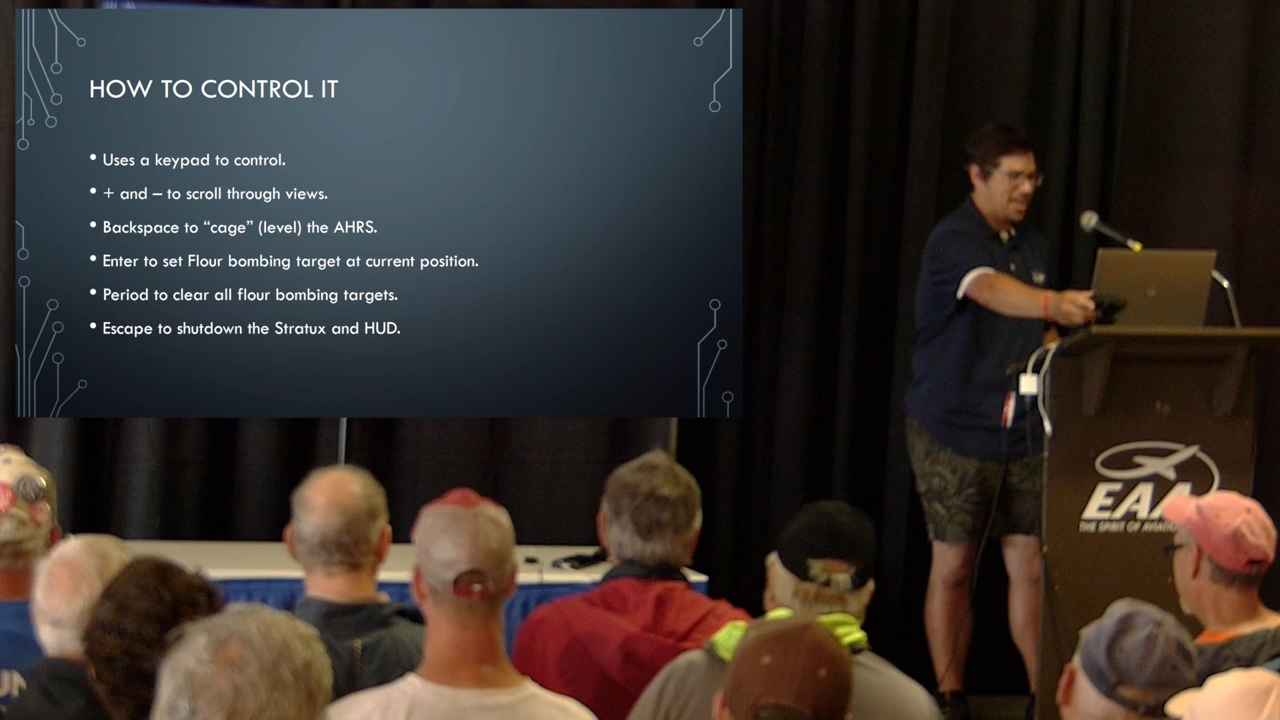 HOW TO CONTROL IT
• Uses a keypad to control.
• + and – to scroll through views.
• Backspace to “cage” (level) the AHRS.
• Enter to set Flour bombing target at current position.
• Period to clear all flour bombing targets.
• Escape to shutdown the Stratux and HUD.
EAA
THE SPIRIT OF